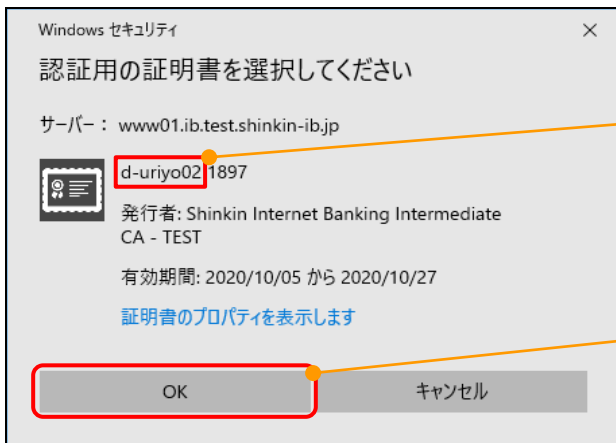 Windows セキュリティ
認証用の証明書を選択してください
サーバー： www01.ib.test.shinkin-ib.jp
d-uriyo02 1897
発行者: Shinkin Internet Banking Intermediate
CA - TEST
有効期間: 2020/10/05 から 2020/10/27
証明書のプロパティを表示します
OK
キャンセル